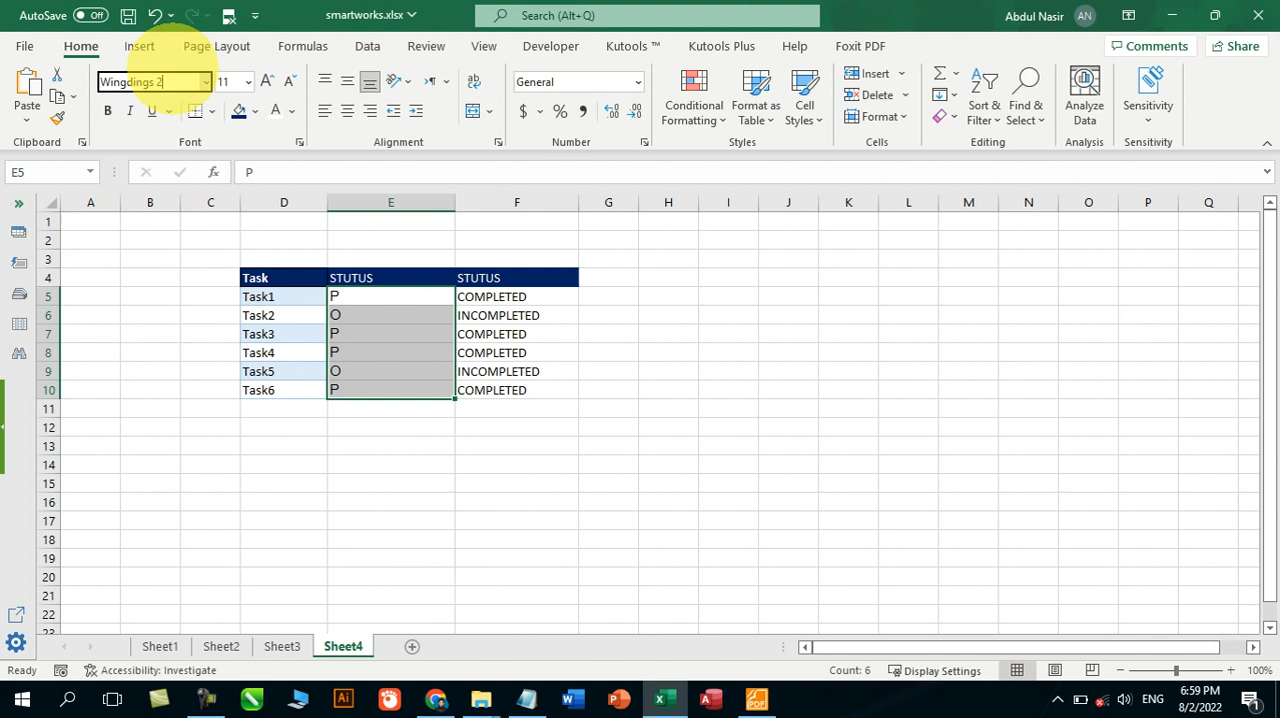 AutoSave Off smartworks.xlsx Search (Alt+Q) Abdul Nasir AN
File Home Insert Page Layout Formulas Data Review View Developer Kutools ™ Kutools Plus Help Foxit PDF Comments Share
Wingdings 2 11 General Insert
Paste Conditional Formatting Format as Table Cell Styles Delete Sort & Filter Find & Select Analyze Data Sensitivity
B I U A $ % Format
Clipboard Font Alignment Number Styles Cells Editing Analysis Sensitivity
E5 fx P
A B C D E F G H I J K L M N O P Q
1
2
3
4 Task STUTUS STUTUS
5 Task1 P COMPLETED
6 Task2 O INCOMPLETED
7 Task3 P COMPLETED
8 Task4 P COMPLETED
9 Task5 O INCOMPLETED
10 Task6 P COMPLETED
11
12
13
14
15
16
17
18
19
20
21
22
23
Sheet1 Sheet2 Sheet3 Sheet4
Ready Accessibility: Investigate Count: 6 Display Settings 100%
ENG 6:59 PM
8/2/2022